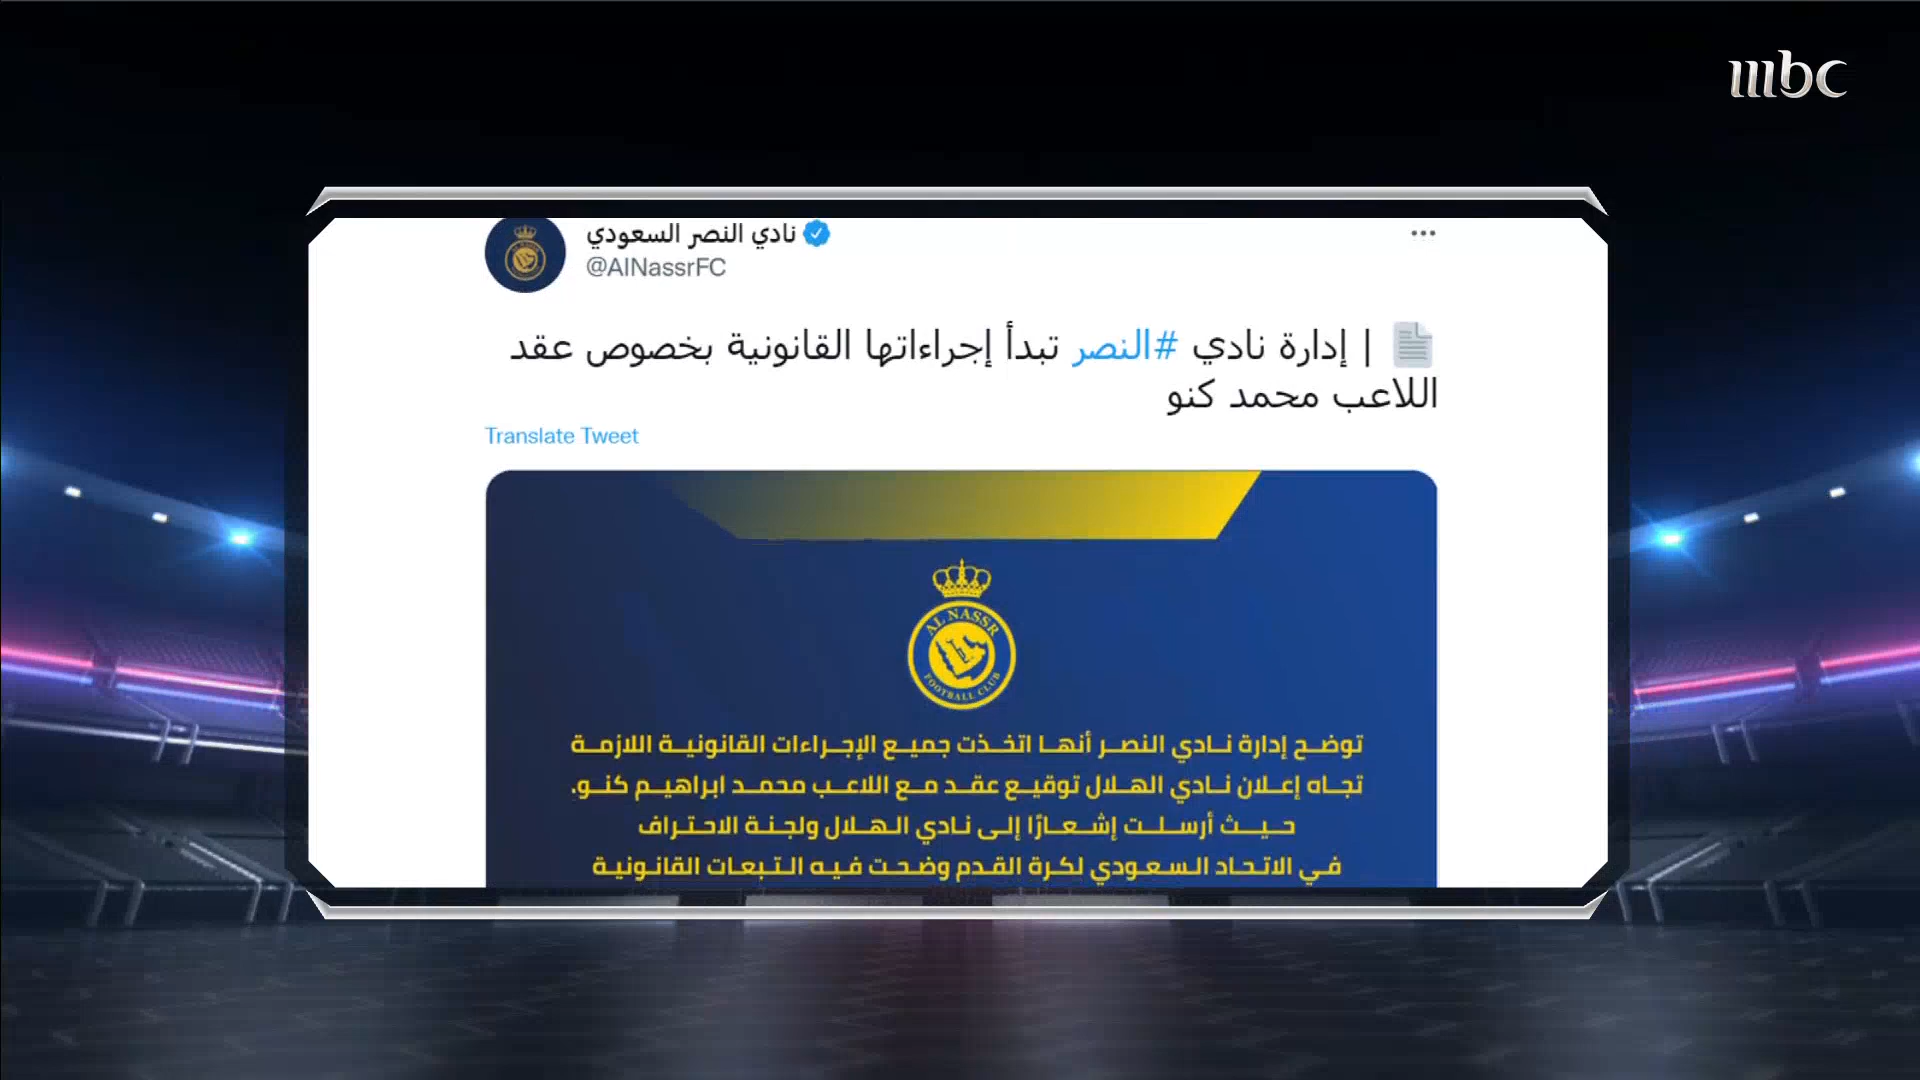 mbc
نادي النصر السعودي
@AlNassrFC
| إدارة نادي #النصر تبدأ إجراءاتها القانونية بخصوص عقد
اللاعب محمد كنو
Translate Tweet
AL NASSR
FOOTBALL CLUB
توضح إدارة نادي النصر أنها اتخذت جميع الإجراءات القانونية اللازمة
تجاه إعلان نادي الهلال توقيع عقد مع اللاعب محمد ابراهيم كنو.
حيث أرسلت إشعارًا إلى نادي الهلال ولجنة الاحتراف
في الاتحاد السعودي لكرة القدم وضحت فيه التبعات القانونية